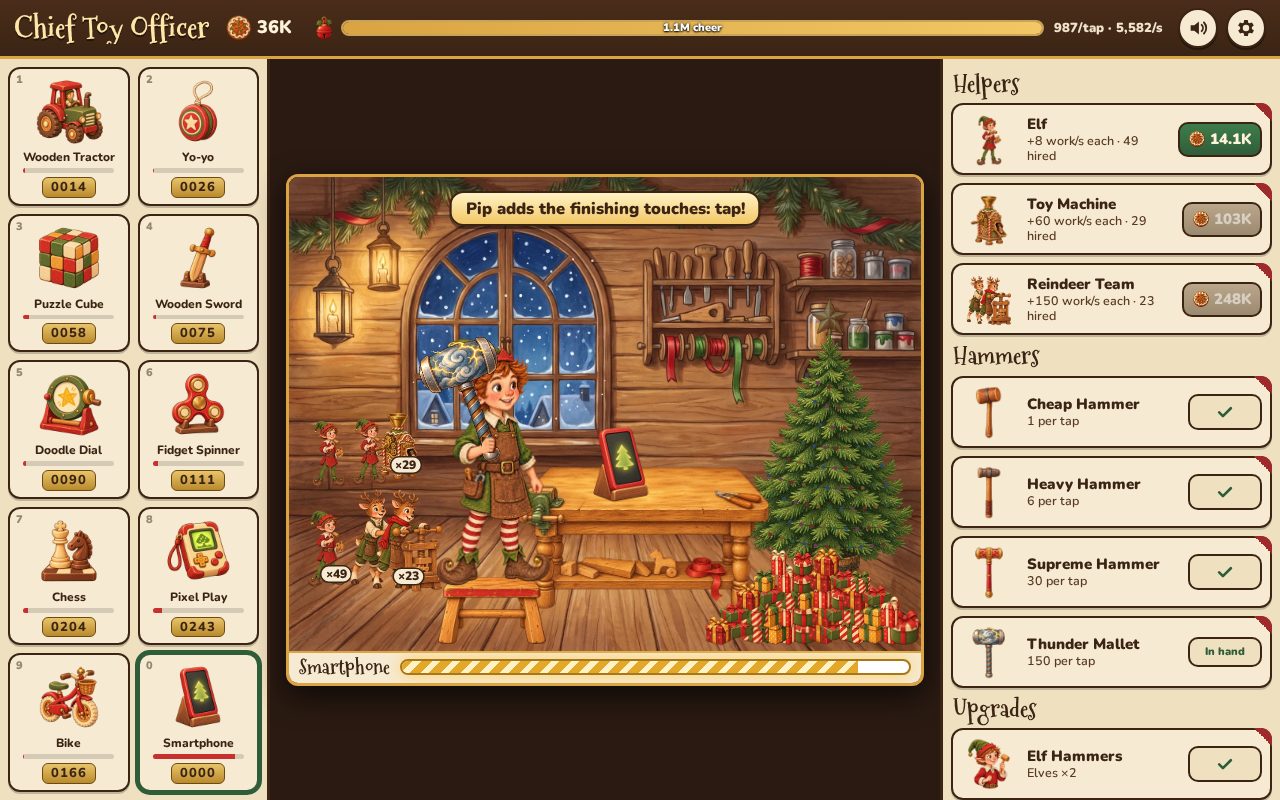 Chief Toy Officer
36K
1.1M cheer
987/tap · 5,582/s
1
Wooden Tractor
0014
2
Yo-yo
0026
3
Puzzle Cube
0058
4
Wooden Sword
0075
5
Doodle Dial
0090
6
Fidget Spinner
0111
7
Chess
0204
8
Pixel Play
0243
9
Bike
0166
0
Smartphone
0000
Pip adds the finishing touches: tap!
×29
×49
×23
Smartphone
Helpers
Elf
+8 work/s each · 49
hired
14.1K
Toy Machine
+60 work/s each · 29
hired
103K
Reindeer Team
+150 work/s each · 23
hired
248K
Hammers
Cheap Hammer
1 per tap
Heavy Hammer
6 per tap
Supreme Hammer
30 per tap
Thunder Mallet
150 per tap
In hand
Upgrades
Elf Hammers
Elves ×2